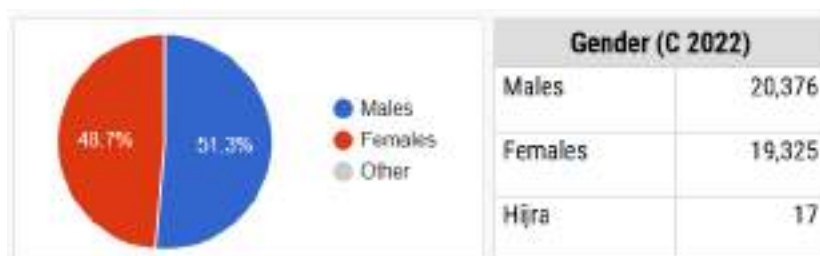 48.7%
51.3%
Males
Females
Other
Gender (C 2022)
Males 20,376
Females 19,325
Hijra 17